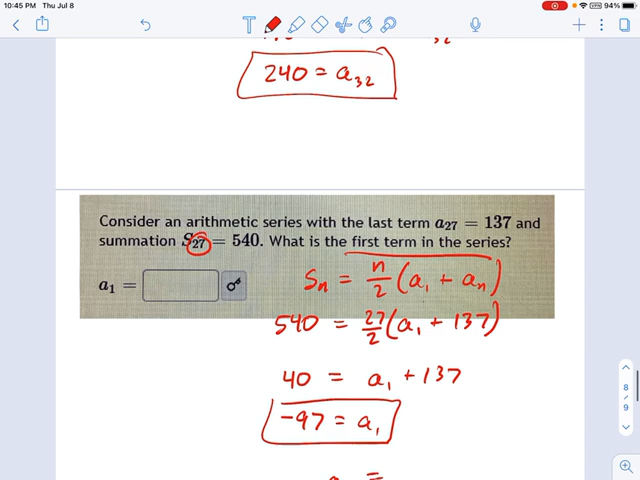 10:45 PM Thu Jul 8
94%
240 = a₃₂
Consider an arithmetic series with the last term a₂₇ = 137 and
summation S₂₇ = 540. What is the first term in the series?
a₁ =
Sₙ = n/2 (a₁ + aₙ)
540 = 27/2 (a₁ + 137)
40 = a₁ + 137
-97 = a₁
8/9